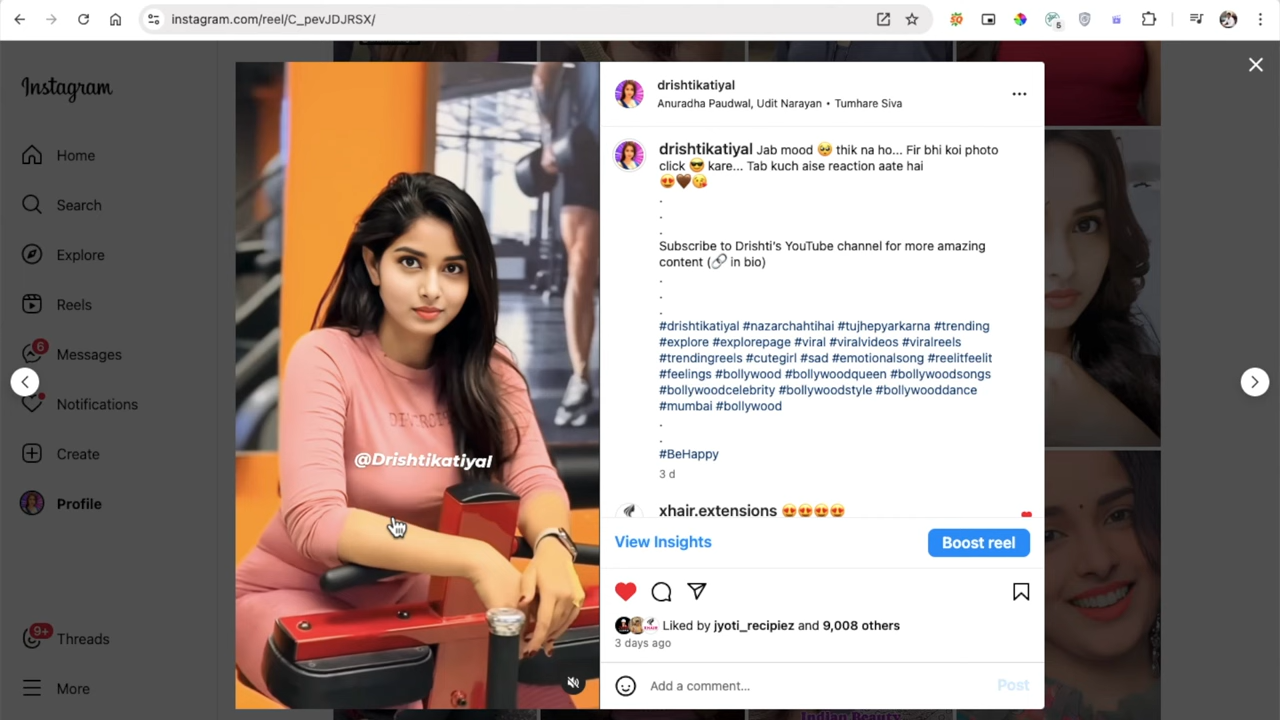 instagram.com/reel/C_pevJDJRSX/
5
Instagram
Home
Search
Explore
Reels
6
Messages
Notifications
Create
Profile
9+
Threads
More
@Drishtikatiyal
drishtikatiyal
Anuradha Paudwal, Udit Narayan • Tumhare Siva
drishtikatiyal Jab mood 🥺 thik na ho... Fir bhi koi photo
click 😎 kare... Tab kuch aise reaction aate hai
😍🤎😘
.
.
.
Subscribe to Drishti's YouTube channel for more amazing
content (🔗 in bio)
.
.
.
#drishtikatiyal #nazarchahtihai #tujhepyarkarna #trending
#explore #explorepage #viral #viralvideos #viralreels
#trendingreels #cutegirl #sad #emotionalsong #reelitfeelit
#feelings #bollywood #bollywoodqueen #bollywoodsongs
#bollywoodcelebrity #bollywoodstyle #bollywooddance
#mumbai #bollywood
.
.
#BeHappy
3 d
xhair.extensions 😍😍😍😍
View Insights
Boost reel
Liked by jyoti_recipiez and 9,008 others
3 days ago
Add a comment...
Post
Indian Beauty